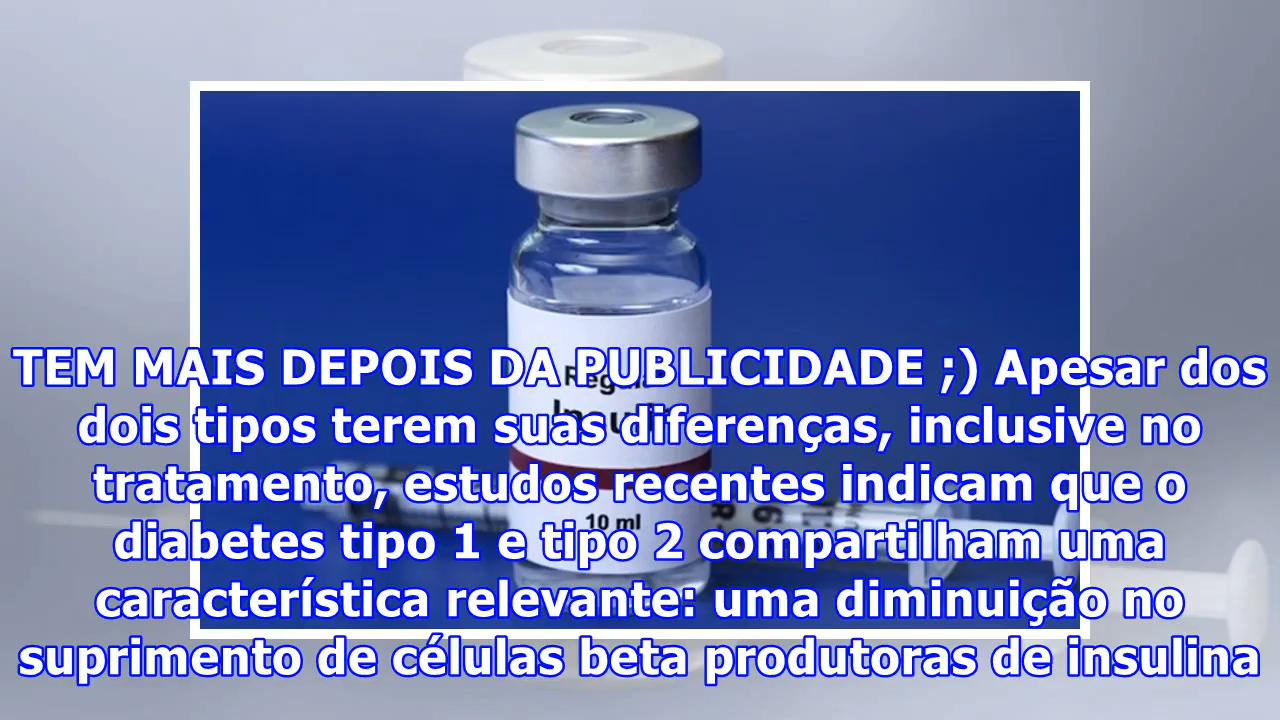 TEM MAIS DEPOIS DA PUBLICIDADE ;) Apesar dos
dois tipos terem suas diferenças, inclusive no
tratamento, estudos recentes indicam que o
diabetes tipo 1 e tipo 2 compartilham uma
característica relevante: uma diminuição no
suprimento de células beta produtoras de insulina
10 ml